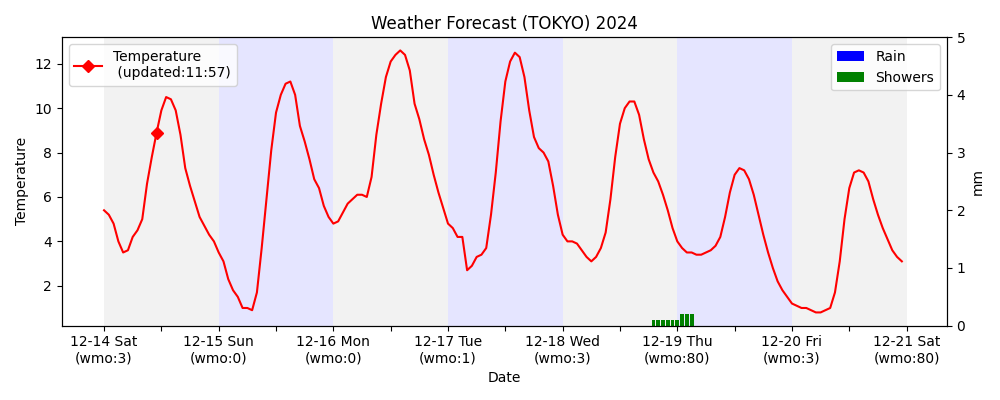 Weather Forecast (TOKYO) 2024
Temperature
(updated:11:57)
Rain
Showers
12
10
8
6
4
2
Temperature
5
4
3
2
1
0
mm
12-14 Sat
(wmo:3)
12-15 Sun
(wmo:0)
12-16 Mon
(wmo:0)
12-17 Tue
(wmo:1)
12-18 Wed
(wmo:3)
12-19 Thu
(wmo:80)
12-20 Fri
(wmo:3)
12-21 Sat
(wmo:80)
Date